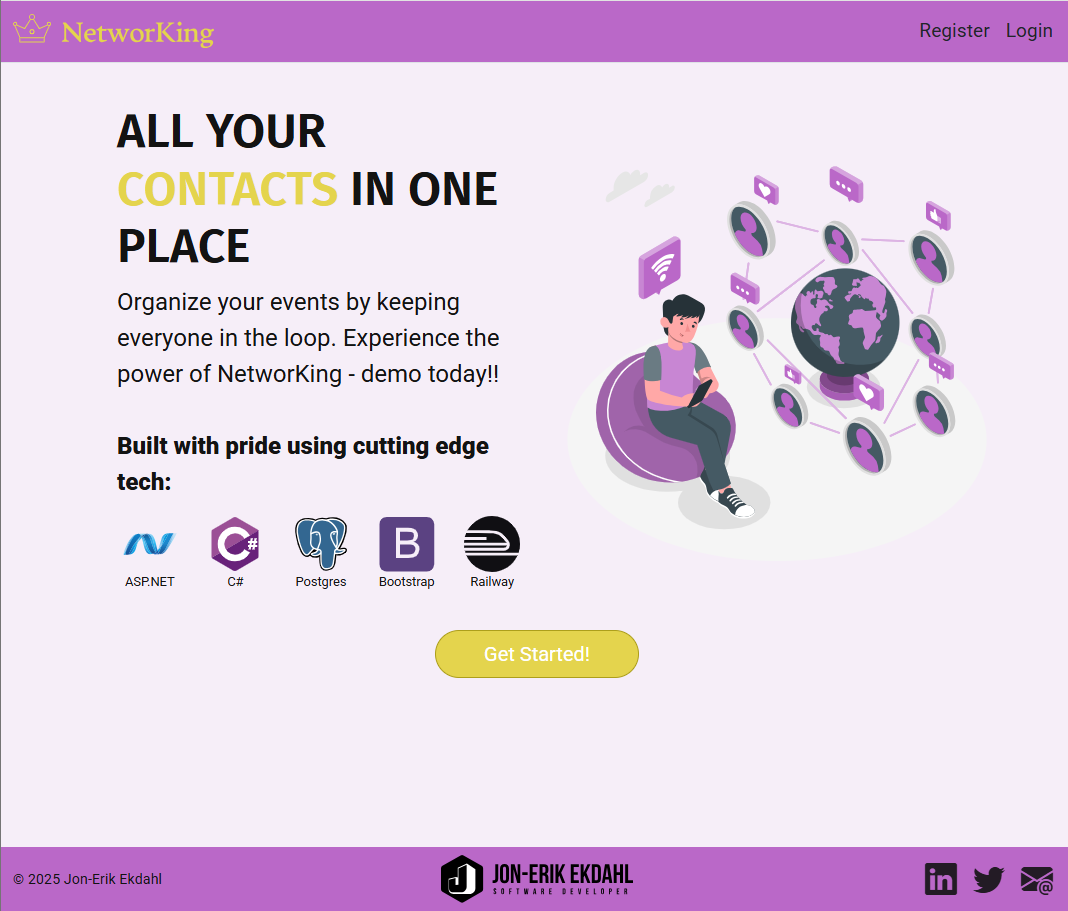 NetworKing
Register Login
ALL YOUR
CONTACTS IN ONE
PLACE
Organize your events by keeping
everyone in the loop. Experience the
power of NetworKing - demo today!!
Built with pride using cutting edge
tech:
C#
B
ASP.NET C# Postgres Bootstrap Railway
Get Started!
© 2025 Jon-Erik Ekdahl
J
JON-ERIK EKDAHL
SOFTWARE DEVELOPER
in
@